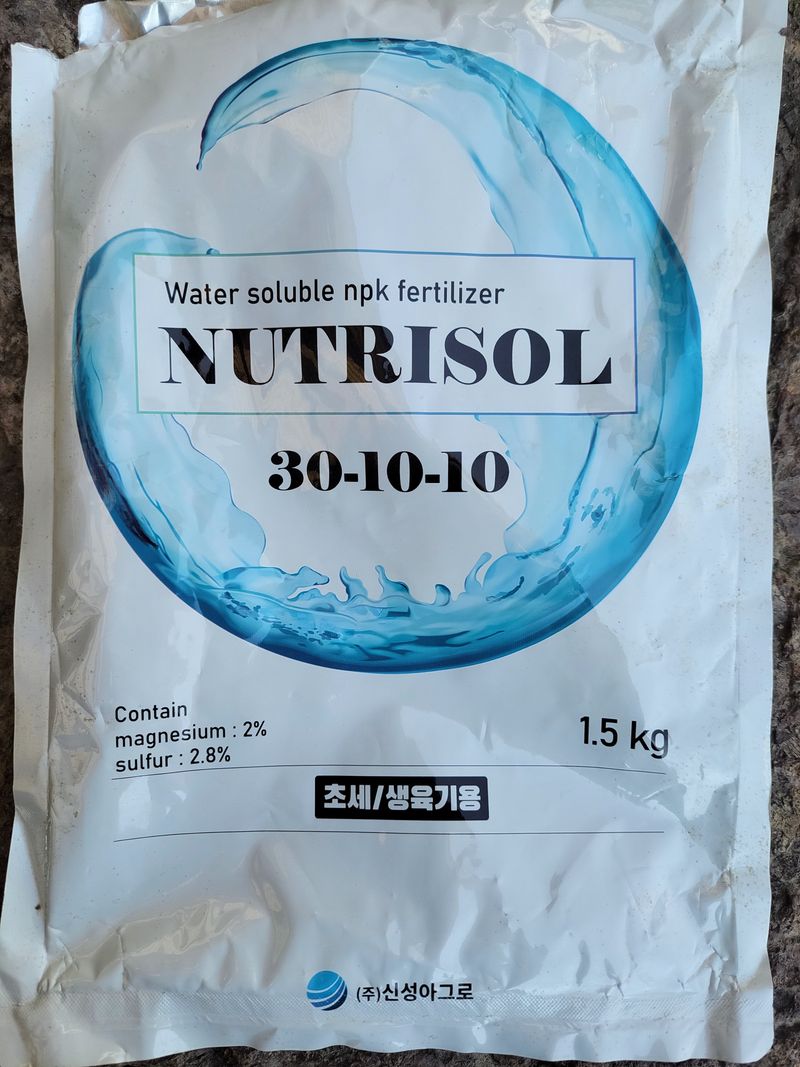 Water soluble npk fertilizer
NUTRISOL
30-10-10
Contain
magnesium : 2%
sulfur : 2.8%
1.5 kg
초세/생육기용
(주)신성아그로